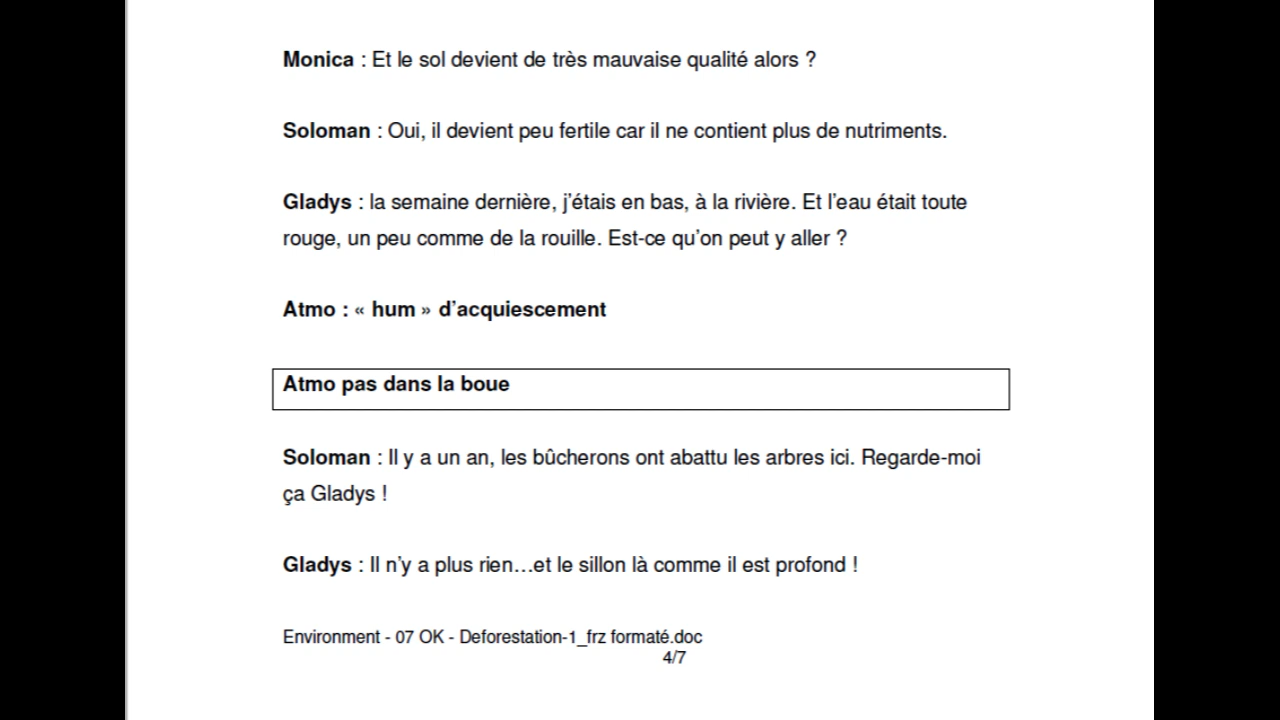 Monica : Et le sol devient de très mauvaise qualité alors ?
Soloman : Oui, il devient peu fertile car il ne contient plus de nutriments.
Gladys : la semaine dernière, j’étais en bas, à la rivière. Et l’eau était toute
rouge, un peu comme de la rouille. Est-ce qu’on peut y aller ?
Atmo : « hum » d’acquiescement
Atmo pas dans la boue
Soloman : Il y a un an, les bûcherons ont abattu les arbres ici. Regarde-moi
ça Gladys !
Gladys : Il n’y a plus rien…et le sillon là comme il est profond !
Environment - 07 OK - Deforestation-1_frz formaté.doc
4/7